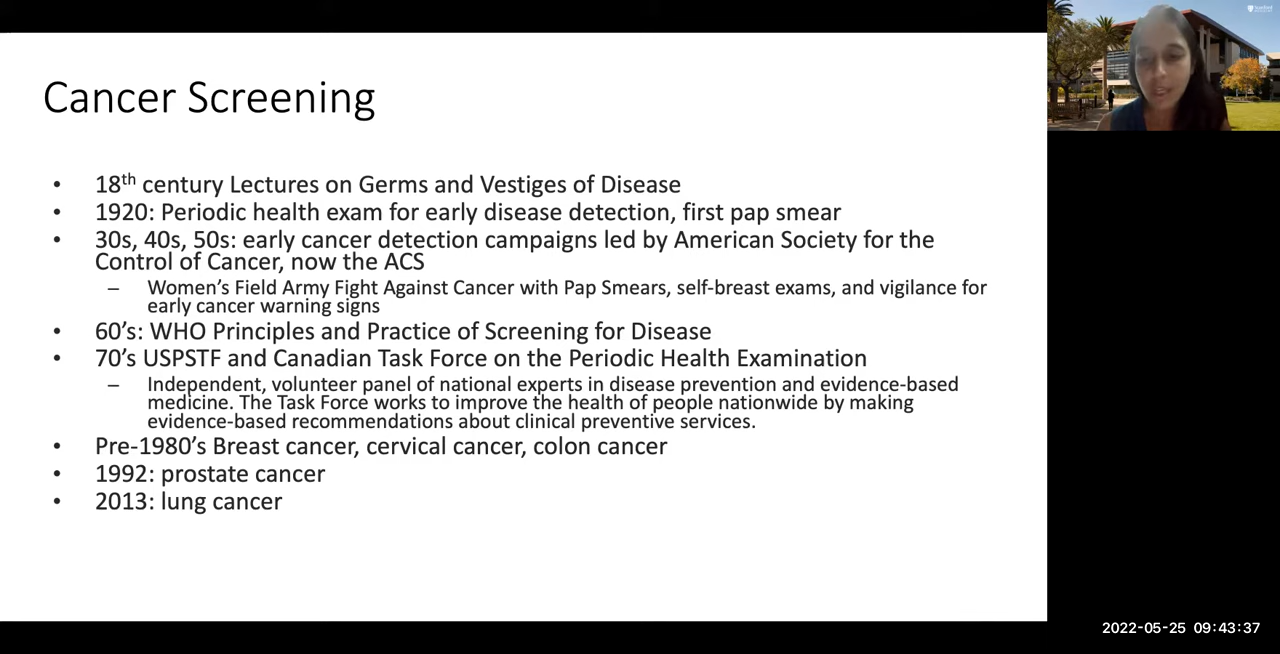 Cancer Screening
• 18th century Lectures on Germs and Vestiges of Disease
• 1920: Periodic health exam for early disease detection, first pap smear
• 30s, 40s, 50s: early cancer detection campaigns led by American Society for the
Control of Cancer, now the ACS
– Women's Field Army Fight Against Cancer with Pap Smears, self-breast exams, and vigilance for
early cancer warning signs
• 60's: WHO Principles and Practice of Screening for Disease
• 70's USPSTF and Canadian Task Force on the Periodic Health Examination
– Independent, volunteer panel of national experts in disease prevention and evidence-based
medicine. The Task Force works to improve the health of people nationwide by making
evidence-based recommendations about clinical preventive services.
• Pre-1980's Breast cancer, cervical cancer, colon cancer
• 1992: prostate cancer
• 2013: lung cancer
2022-05-25 09:43:37